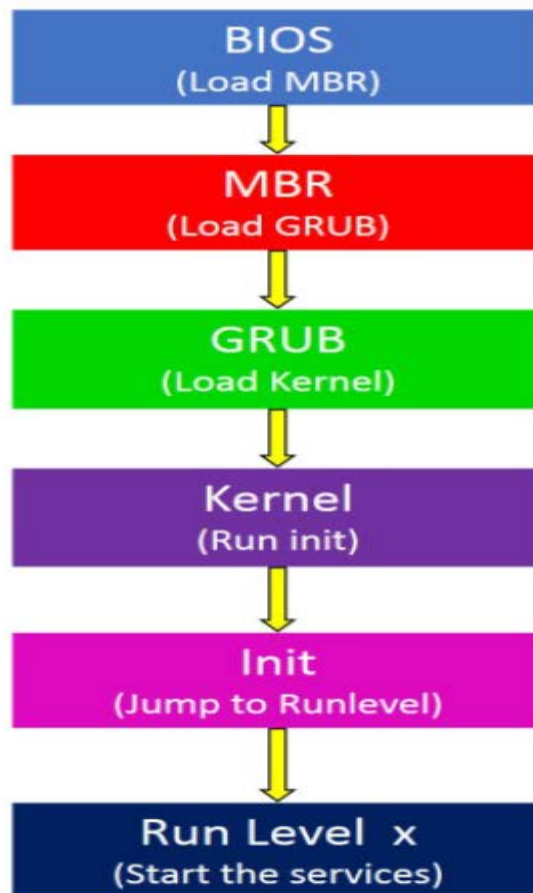 BIOS
(Load MBR)
MBR
(Load GRUB)
GRUB
(Load Kernel)
Kernel
(Run init)
Init
(Jump to Runlevel)
Run Level x
(Start the services)